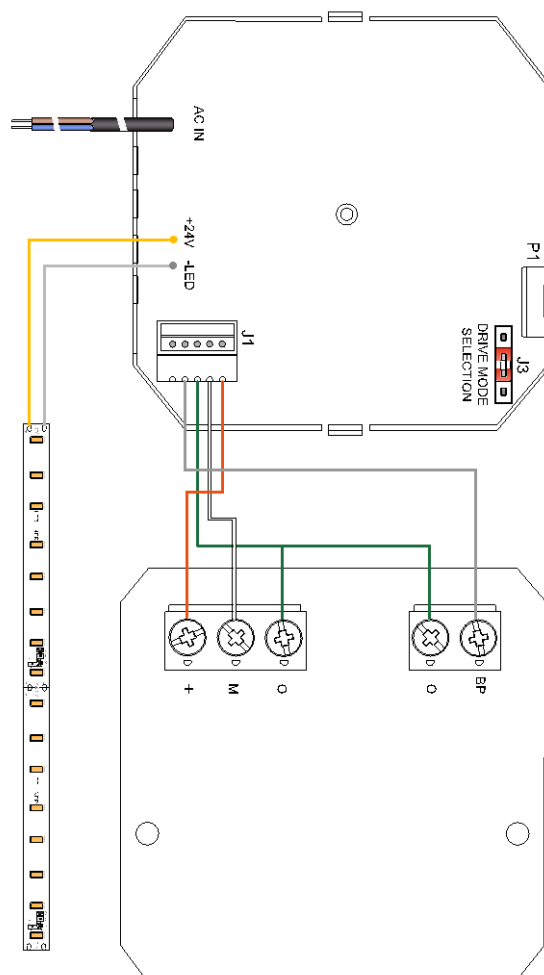 AC IN
+24V
-LED
P1
J1
J3
DRIVE MODE
SELECTION
+
M
O
O
BP